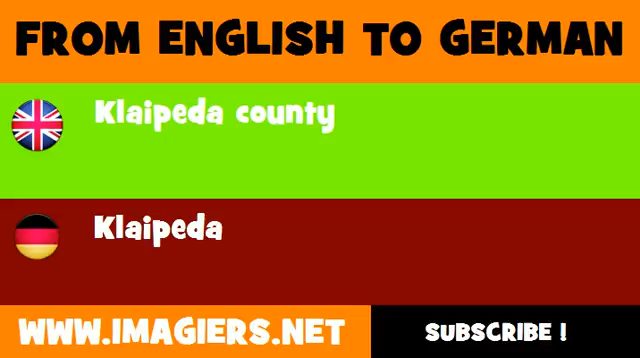 FROM ENGLISH TO GERMAN
Klaipeda county
Klaipeda
WWW.IMAGIERS.NET
SUBSCRIBE !